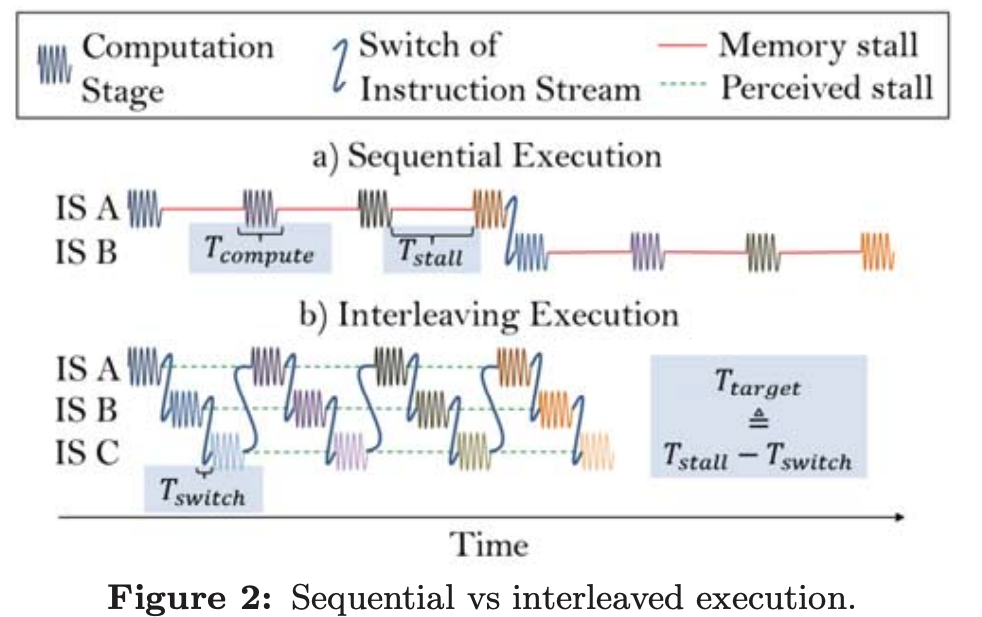 Computation Stage
Switch of Instruction Stream
Memory stall
Perceived stall
a) Sequential Execution
IS A
T_compute
T_stall
IS B
b) Interleaving Execution
IS A
IS B
IS C
T_switch
T_target
≜
T_stall − T_switch
Time
Figure 2: Sequential vs interleaved execution.